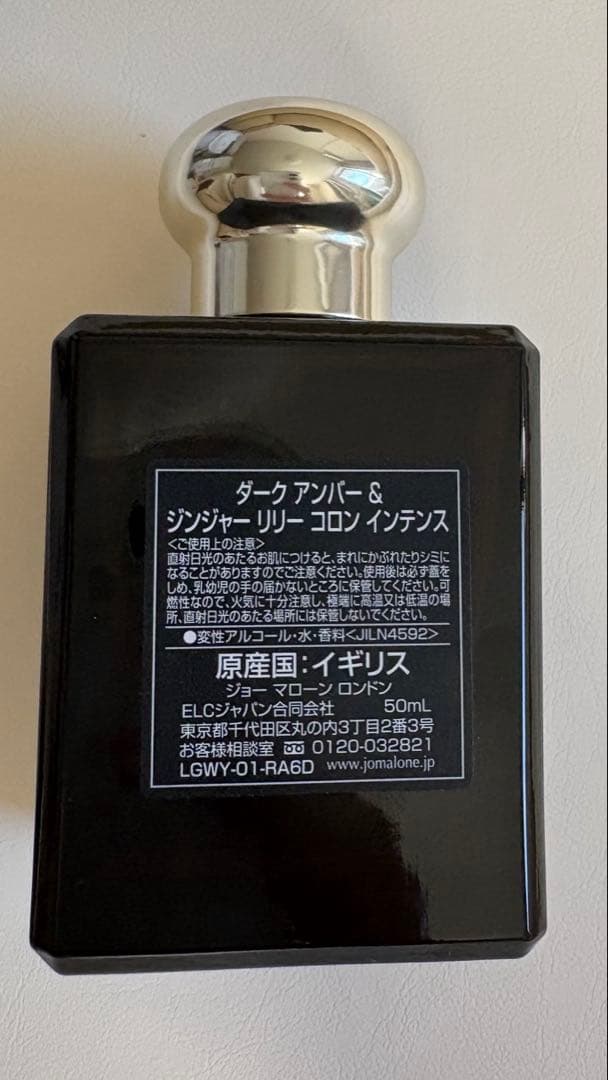 ダーク アンバー &
ジンジャー リリー コロン インテンス
<ご使用上の注意>
直射日光のあたるお肌につけると、まれにかぶれたりシミに
なることがありますのでご注意ください。使用後は必ず蓋を
しめ、乳幼児の手の届かないところに保管してください。可
燃性なので、火気に十分注意し、極端に高温又は低温の場
所、直射日光のあたる場所には保管しないでください。
●変性アルコール・水・香料<JILN4592>
原産国:イギリス
ジョー マローン ロンドン
ELCジャパン合同会社 50mL
東京都千代田区丸の内3丁目2番3号
お客様相談室 0120-032821
LGWY-01-RA6D www.jomalone.jp